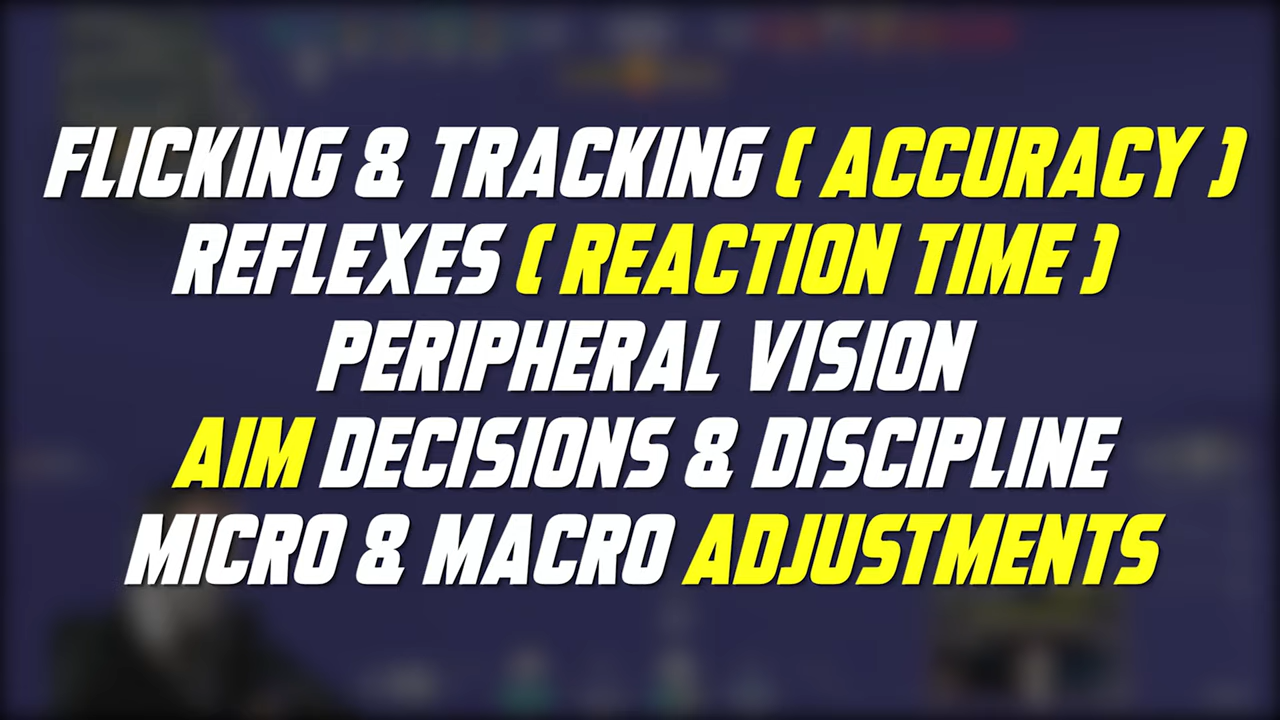 FLICKING & TRACKING ( ACCURACY )
REFLEXES ( REACTION TIME )
PERIPHERAL VISION
AIM DECISIONS & DISCIPLINE
MICRO & MACRO ADJUSTMENTS